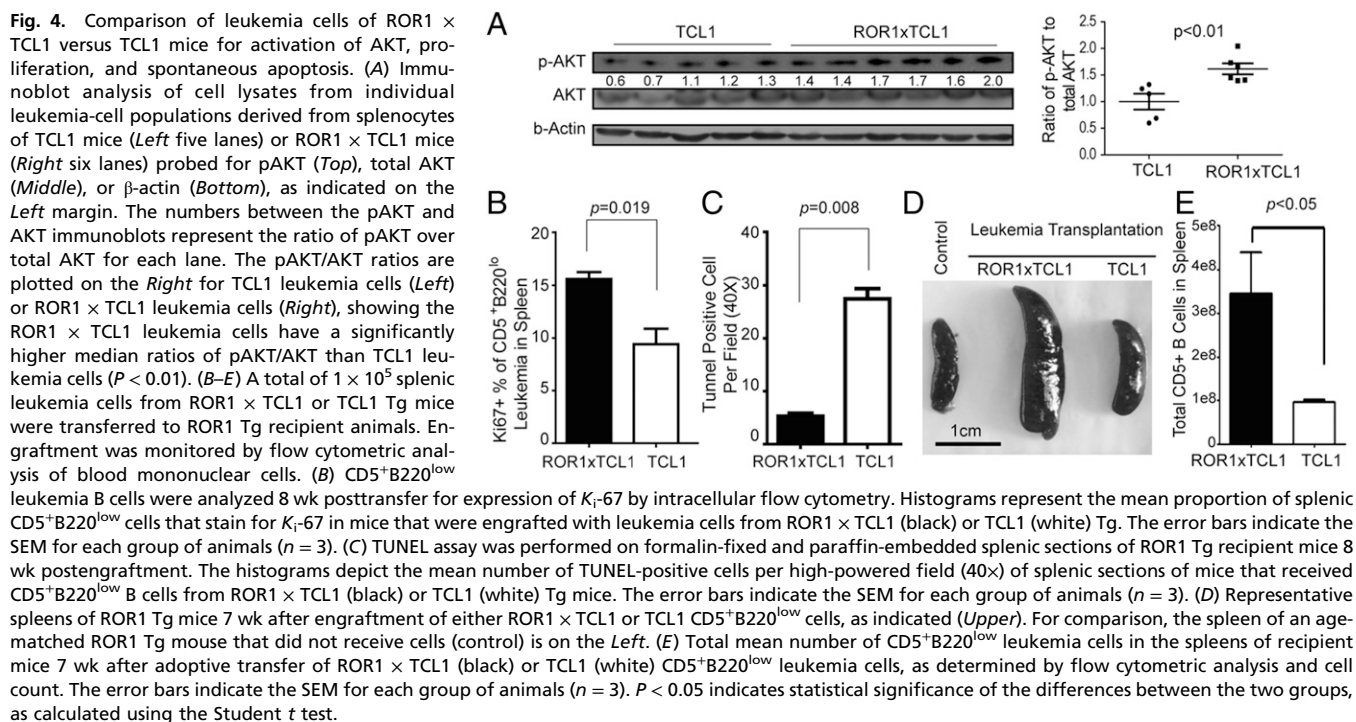 Fig. 4. Comparison of leukemia cells of ROR1 ×
TCL1 versus TCL1 mice for activation of AKT, pro-
liferation, and spontaneous apoptosis. (A) Immu-
noblot analysis of cell lysates from individual
leukemia-cell populations derived from splenocytes
of TCL1 mice (Left five lanes) or ROR1 × TCL1 mice
(Right six lanes) probed for pAKT (Top), total AKT
(Middle), or β-actin (Bottom), as indicated on the
Left margin. The numbers between the pAKT and
AKT immunoblots represent the ratio of pAKT over
total AKT for each lane. The pAKT/AKT ratios are
plotted on the Right for TCL1 leukemia cells (Left)
or ROR1 × TCL1 leukemia cells (Right), showing the
ROR1 × TCL1 leukemia cells have a significantly
higher median ratios of pAKT/AKT than TCL1 leu-
kemia cells (P < 0.01). (B–E) A total of 1 × 10⁵ splenic
leukemia cells from ROR1 × TCL1 or TCL1 Tg mice
were transferred to ROR1 Tg recipient animals. En-
graftment was monitored by flow cytometric anal-
ysis of blood mononuclear cells. (B) CD5⁺B220ˡᵒʷ
leukemia B cells were analyzed 8 wk posttransfer for expression of Kᵢ-67 by intracellular flow cytometry. Histograms represent the mean proportion of splenic
CD5⁺B220ˡᵒʷ cells that stain for Kᵢ-67 in mice that were engrafted with leukemia cells from ROR1 × TCL1 (black) or TCL1 (white) Tg. The error bars indicate the
SEM for each group of animals (n = 3). (C) TUNEL assay was performed on formalin-fixed and paraffin-embedded splenic sections of ROR1 Tg recipient mice 8
wk postengraftment. The histograms depict the mean number of TUNEL-positive cells per high-powered field (40×) of splenic sections of mice that received
CD5⁺B220ˡᵒʷ B cells from ROR1 × TCL1 (black) or TCL1 (white) Tg mice. The error bars indicate the SEM for each group of animals (n = 3). (D) Representative
spleens of ROR1 Tg mice 7 wk after engraftment of either ROR1 × TCL1 or TCL1 CD5⁺B220ˡᵒʷ cells, as indicated (Upper). For comparison, the spleen of an age-
matched ROR1 Tg mouse that did not receive cells (control) is on the Left. (E) Total mean number of CD5⁺B220ˡᵒʷ leukemia cells in the spleens of recipient
mice 7 wk after adoptive transfer of ROR1 × TCL1 (black) or TCL1 (white) CD5⁺B220ˡᵒʷ leukemia cells, as determined by flow cytometric analysis and cell
count. The error bars indicate the SEM for each group of animals (n = 3). P < 0.05 indicates statistical significance of the differences between the two groups,
as calculated using the Student t test.
A
TCL1 ROR1xTCL1
p-AKT
0.6 0.7 1.1 1.2 1.3 1.4 1.4 1.7 1.7 1.6 2.0
AKT
b-Actin
Ratio of p-AKT to
total AKT
p<0.01
2.5
2.0
1.5
1.0
0.5
0.0
TCL1 ROR1xTCL1
B
p=0.019
Ki67+ % of CD5⁺B220ˡᵒ
Leukemia in Spleen
20
15
10
5
0
ROR1xTCL1 TCL1
C
p=0.008
Tunnel Positive Cell
Per Field (40X)
40
30
20
10
0
ROR1xTCL1 TCL1
D
Control
Leukemia Transplantation
ROR1xTCL1 TCL1
1cm
E
p<0.05
Total CD5+ B Cells in Spleen
5e8
4e8
3e8
2e8
1e8
0
ROR1xTCL1 TCL1